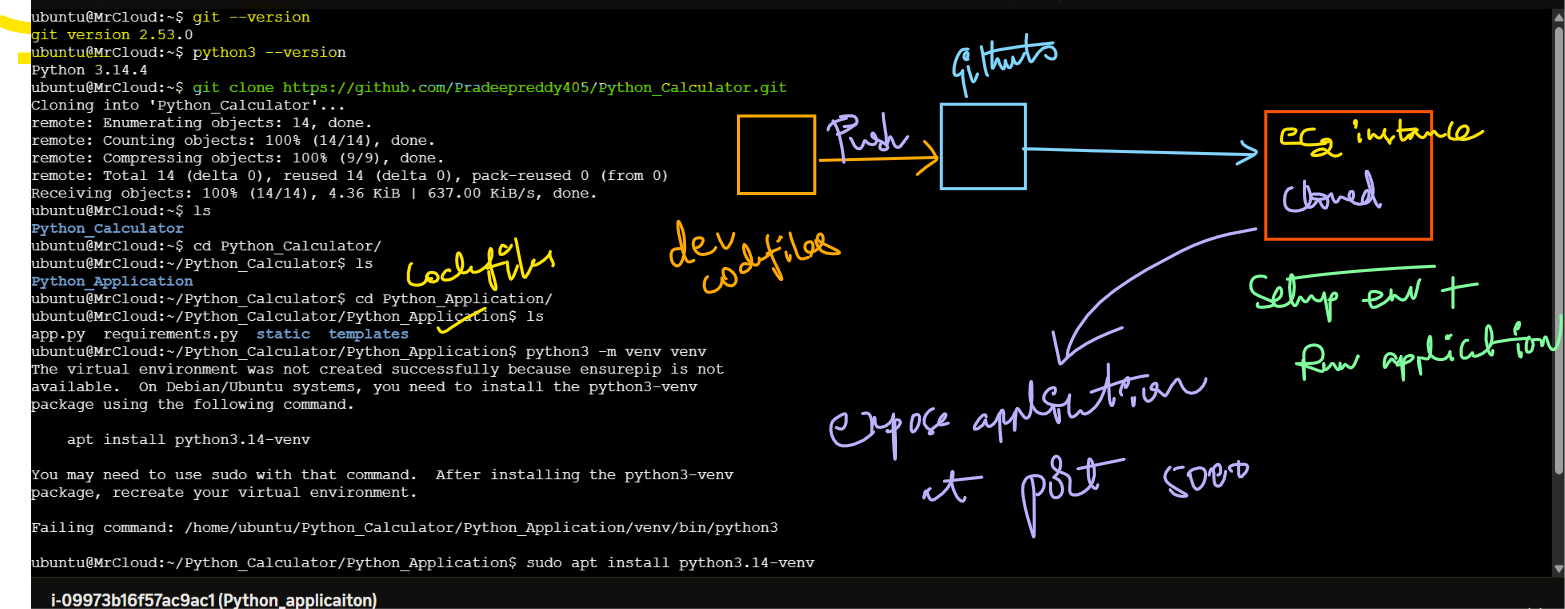 ubuntu@MrCloud:~$ git --version
git version 2.53.0
ubuntu@MrCloud:~$ python3 --version
Python 3.14.4
ubuntu@MrCloud:~$ git clone https://github.com/Pradeepreddy405/Python_Calculator.git
Cloning into 'Python_Calculator'...
remote: Enumerating objects: 14, done.
remote: Counting objects: 100% (14/14), done.
remote: Compressing objects: 100% (9/9), done.
remote: Total 14 (delta 0), reused 14 (delta 0), pack-reused 0 (from 0)
Receiving objects: 100% (14/14), 4.36 KiB | 637.00 KiB/s, done.
ubuntu@MrCloud:~$ ls
Python_Calculator
ubuntu@MrCloud:~$ cd Python_Calculator/
ubuntu@MrCloud:~/Python_Calculator$ ls
Python_Application
ubuntu@MrCloud:~/Python_Calculator$ cd Python_Application/
ubuntu@MrCloud:~/Python_Calculator/Python_Application$ ls
app.py  requirements.py  static  templates
ubuntu@MrCloud:~/Python_Calculator/Python_Application$ python3 -m venv venv
The virtual environment was not created successfully because ensurepip is not
available.  On Debian/Ubuntu systems, you need to install the python3-venv
package using the following command.
apt install python3.14-venv
You may need to use sudo with that command.  After installing the python3-venv
package, recreate your virtual environment.
Failing command: /home/ubuntu/Python_Calculator/Python_Application/venv/bin/python3
ubuntu@MrCloud:~/Python_Calculator/Python_Application$ sudo apt install python3.14-venv
i-09973b16f57ac9ac1 (Python_applicaiton)
Push
dev
EC2 instance
cloned
Setup env +
Run application
expose application
at port 5000